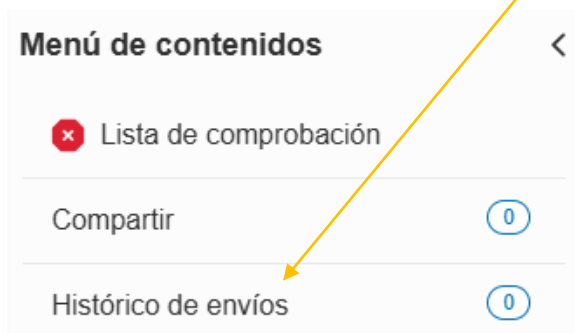 Menú de contenidos
Lista de comprobación
Compartir 0
Histórico de envíos 0